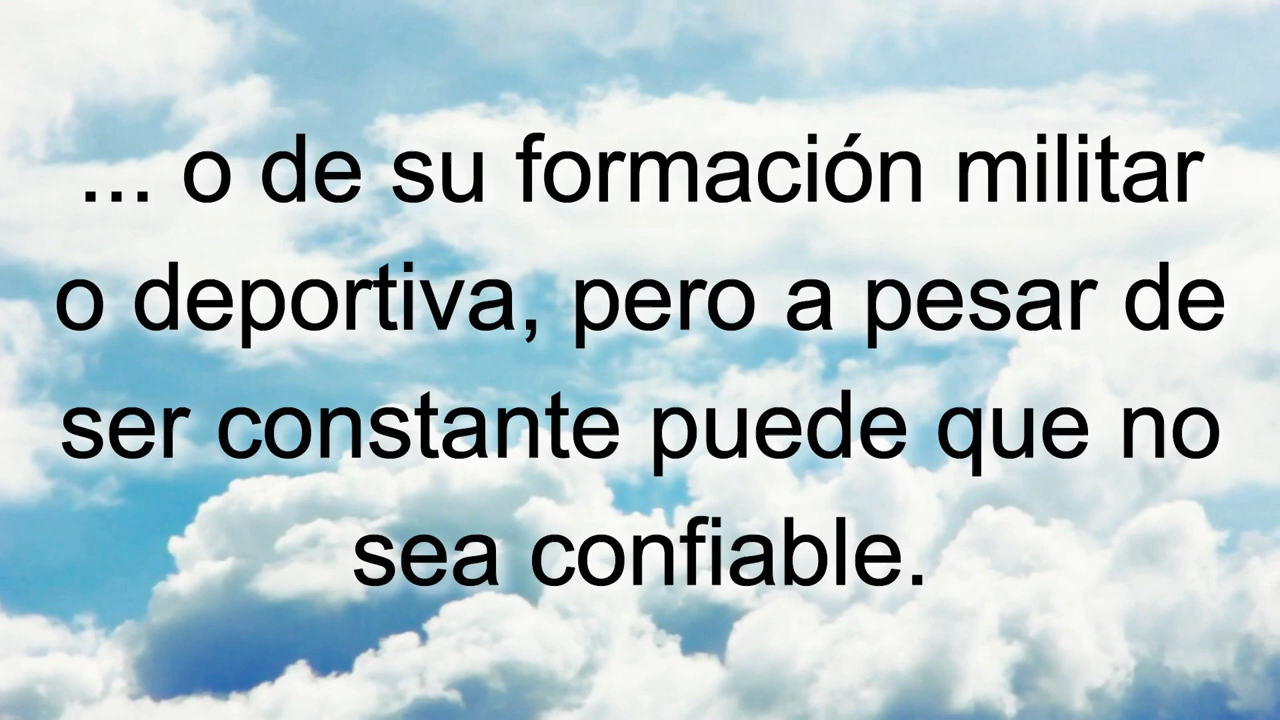 ... o de su formación militar
o deportiva, pero a pesar de
ser constante puede que no
sea confiable.